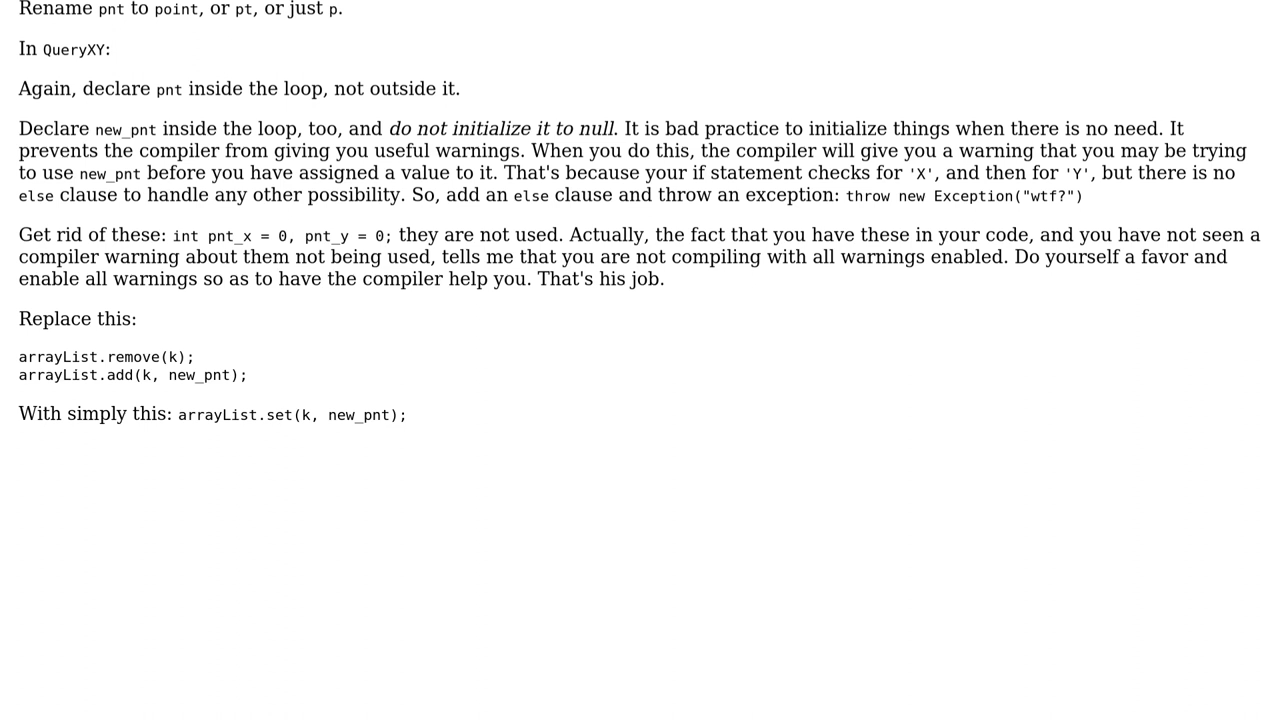 Rename pnt to point, or pt, or just p.
In QueryXY:
Again, declare pnt inside the loop, not outside it.
Declare new_pnt inside the loop, too, and do not initialize it to null. It is bad practice to initialize things when there is no need. It
prevents the compiler from giving you useful warnings. When you do this, the compiler will give you a warning that you may be trying
to use new_pnt before you have assigned a value to it. That's because your if statement checks for 'X', and then for 'Y', but there is no
else clause to handle any other possibility. So, add an else clause and throw an exception: throw new Exception("wtf?")
Get rid of these: int pnt_x = 0, pnt_y = 0; they are not used. Actually, the fact that you have these in your code, and you have not seen a
compiler warning about them not being used, tells me that you are not compiling with all warnings enabled. Do yourself a favor and
enable all warnings so as to have the compiler help you. That's his job.
Replace this:
arrayList.remove(k);
arrayList.add(k, new_pnt);
With simply this: arrayList.set(k, new_pnt);